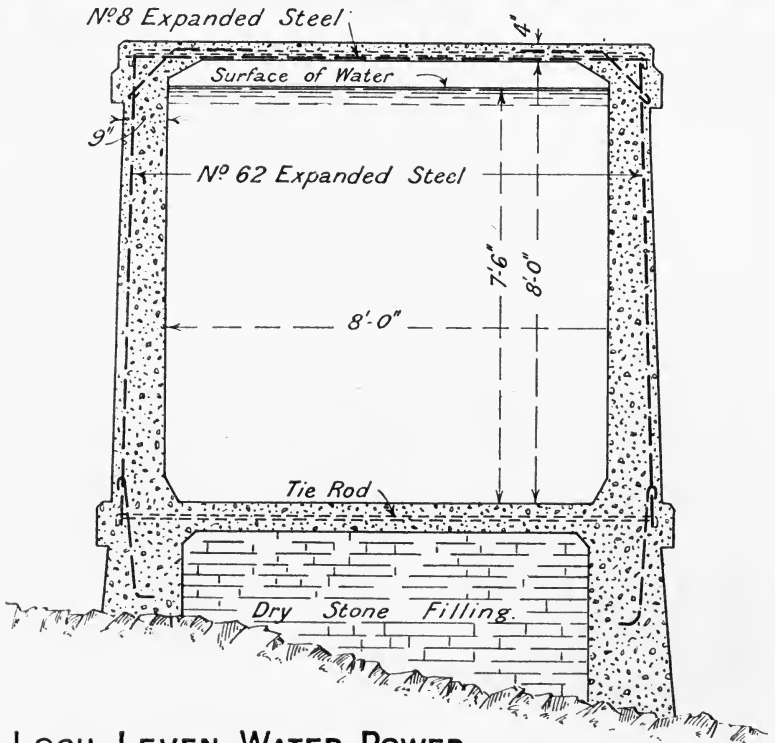 Nº8 Expanded Steel
4"
Surface of Water
9"
Nº 62 Expanded Steel
7'-6"
8'-0"
8'-0"
Tie Rod
Dry Stone Filling.
LOCH LEVEN WATER POWER